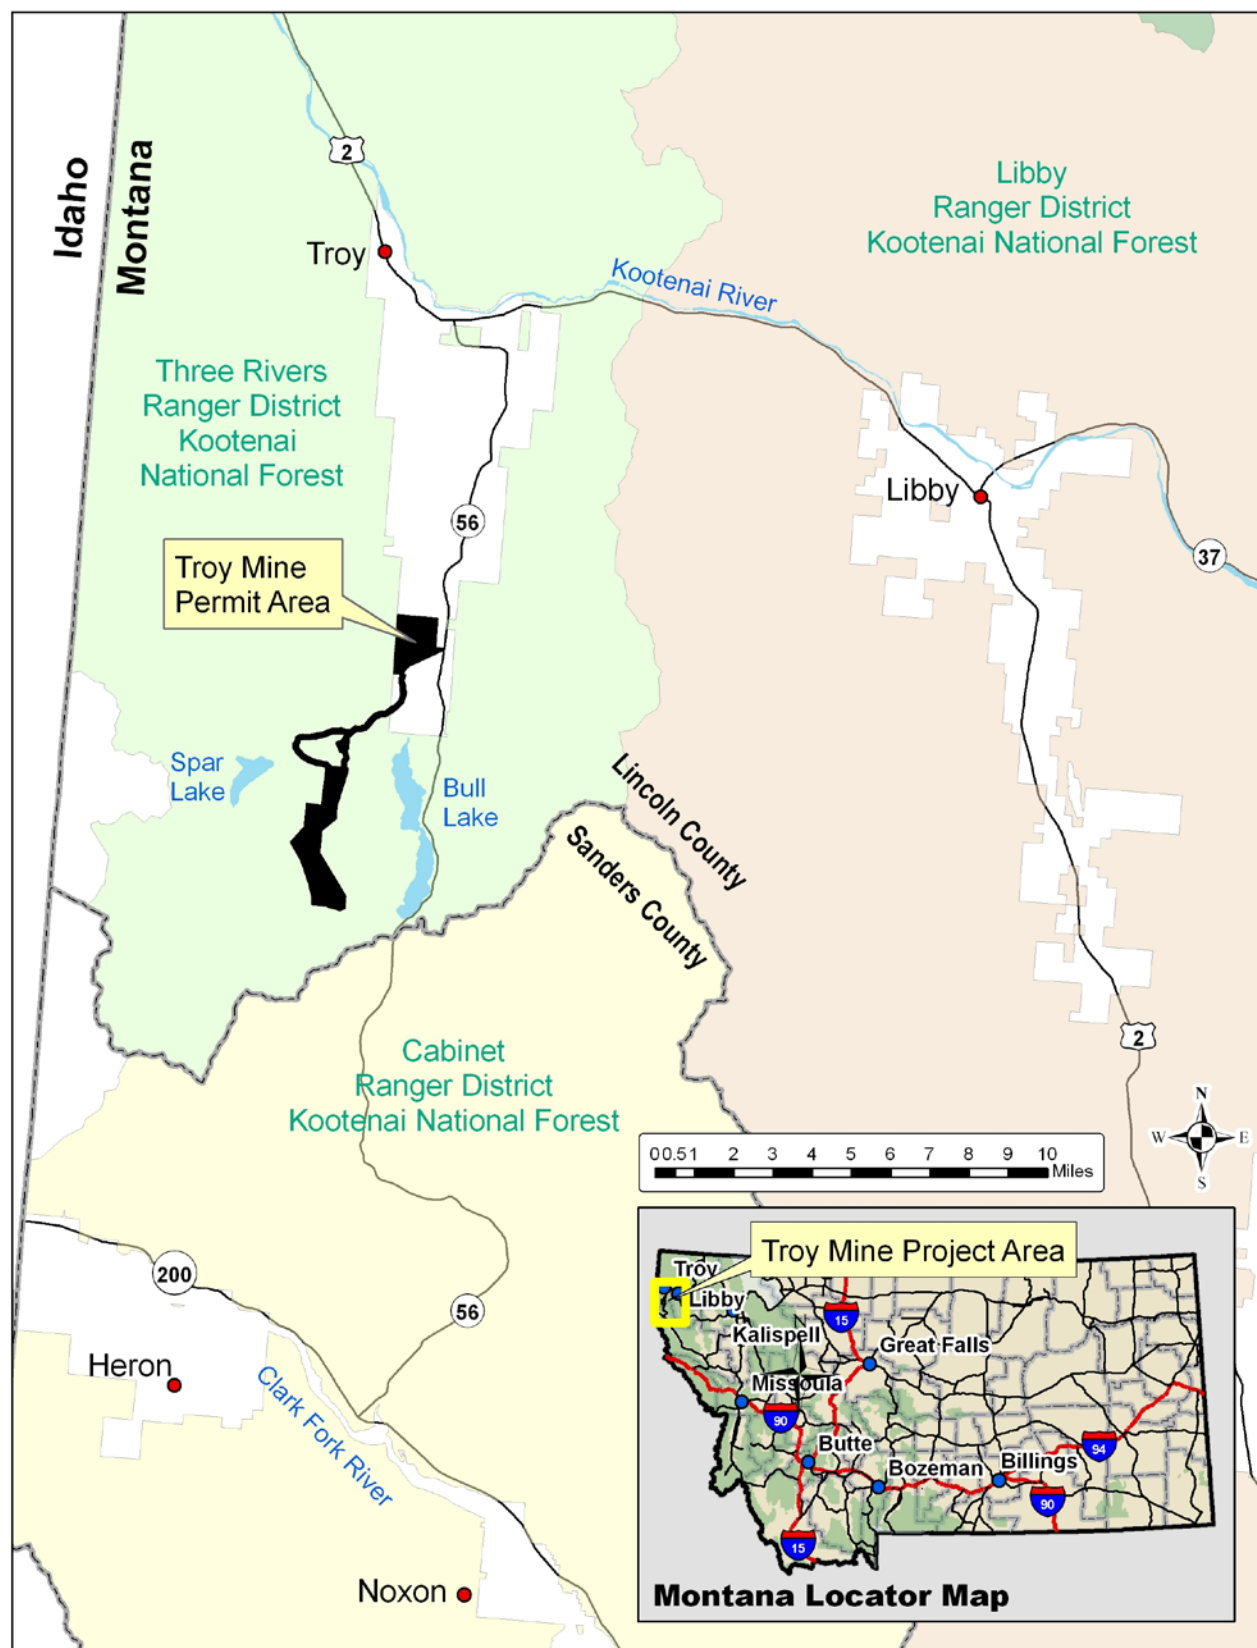 Idaho
Montana
2
Troy
Libby
Ranger District
Kootenai National Forest
Kootenai River
Three Rivers
Ranger District
Kootenai
National Forest
56
Libby
37
Troy Mine
Permit Area
Spar
Lake
Bull
Lake
Lincoln County
Sanders County
Cabinet
Ranger District
Kootenai National Forest
2
N
W E
S
0 0.5 1 2 3 4 5 6 7 8 9 10
Miles
200
56
Heron
Clark Fork River
Noxon
Troy Mine Project Area
Troy
Libby
Kalispell
15
Great Falls
Missoula
90
Butte
Bozeman
Billings
94
90
15
Montana Locator Map